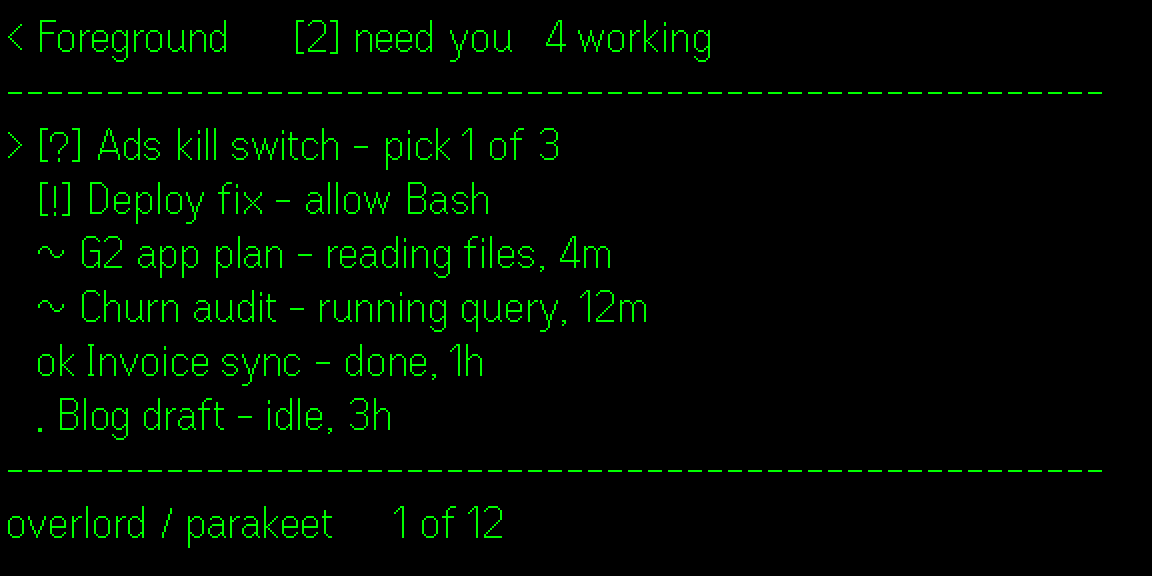 < Foreground [2] need you 4 working
------------------------------------------------------
> [?] Ads kill switch - pick 1 of 3
[!] Deploy fix - allow Bash
~ G2 app plan - reading files, 4m
~ Churn audit - running query, 12m
ok Invoice sync - done, 1h
. Blog draft - idle, 3h
------------------------------------------------------
overlord / parakeet 1 of 12